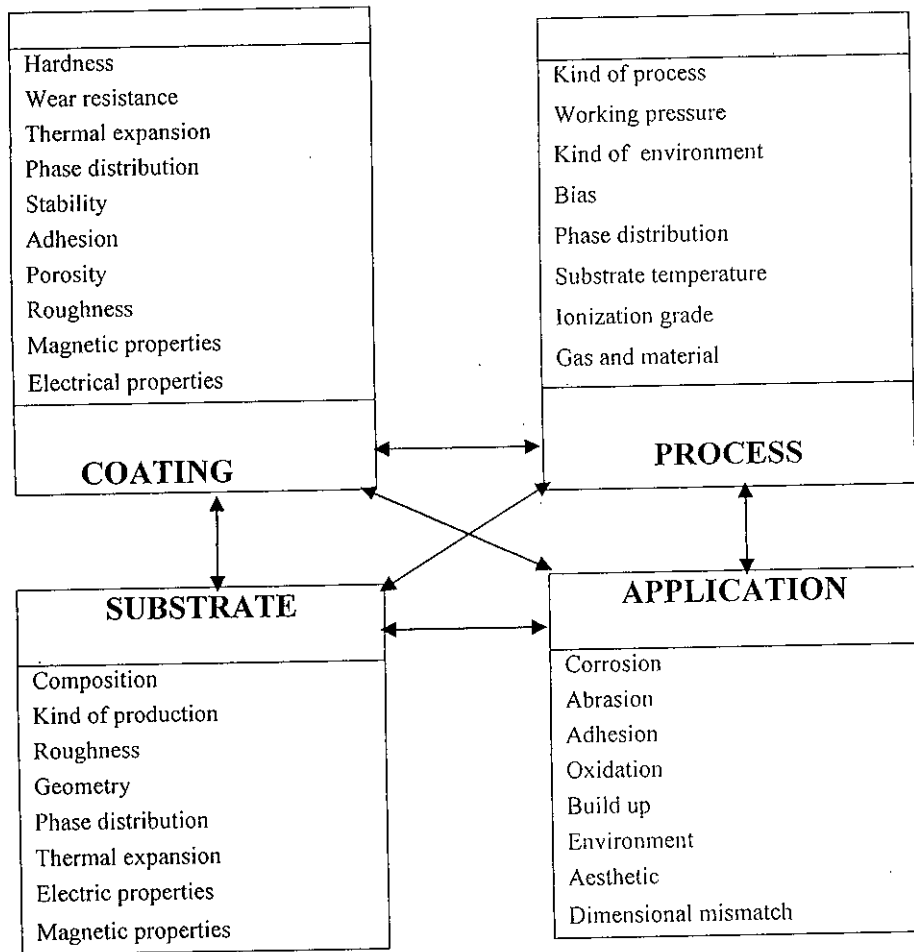 Hardness
Wear resistance
Thermal expansion
Phase distribution
Stability
Adhesion
Porosity
Roughness
Magnetic properties
Electrical properties
COATING
Kind of process
Working pressure
Kind of environment
Bias
Phase distribution
Substrate temperature
Ionization grade
Gas and material
PROCESS
SUBSTRATE
Composition
Kind of production
Roughness
Geometry
Phase distribution
Thermal expansion
Electric properties
Magnetic properties
APPLICATION
Corrosion
Abrasion
Adhesion
Oxidation
Build up
Environment
Aesthetic
Dimensional mismatch